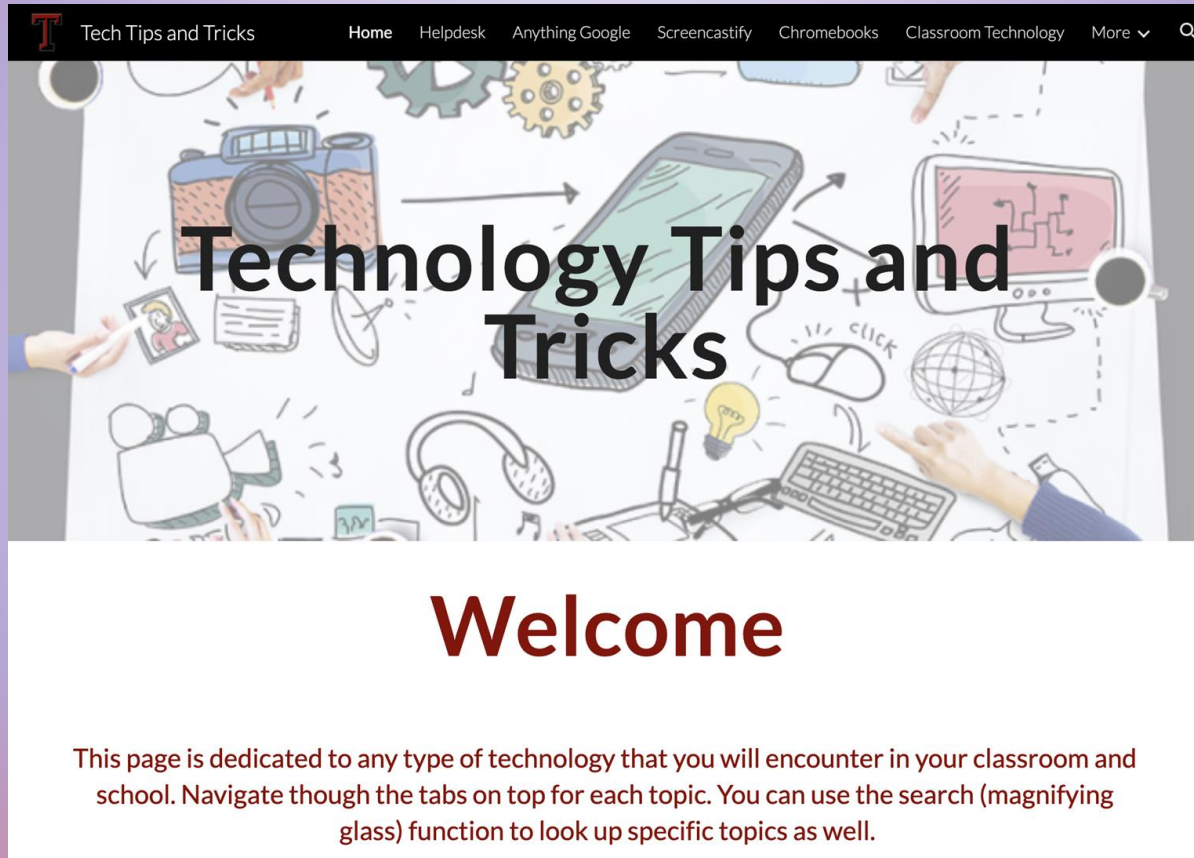 T Tech Tips and Tricks Home Helpdesk Anything Google Screencastify Chromebooks Classroom Technology More
Technology Tips and
Tricks
CLICK
Welcome
This page is dedicated to any type of technology that you will encounter in your classroom and
school. Navigate though the tabs on top for each topic. You can use the search (magnifying
glass) function to look up specific topics as well.